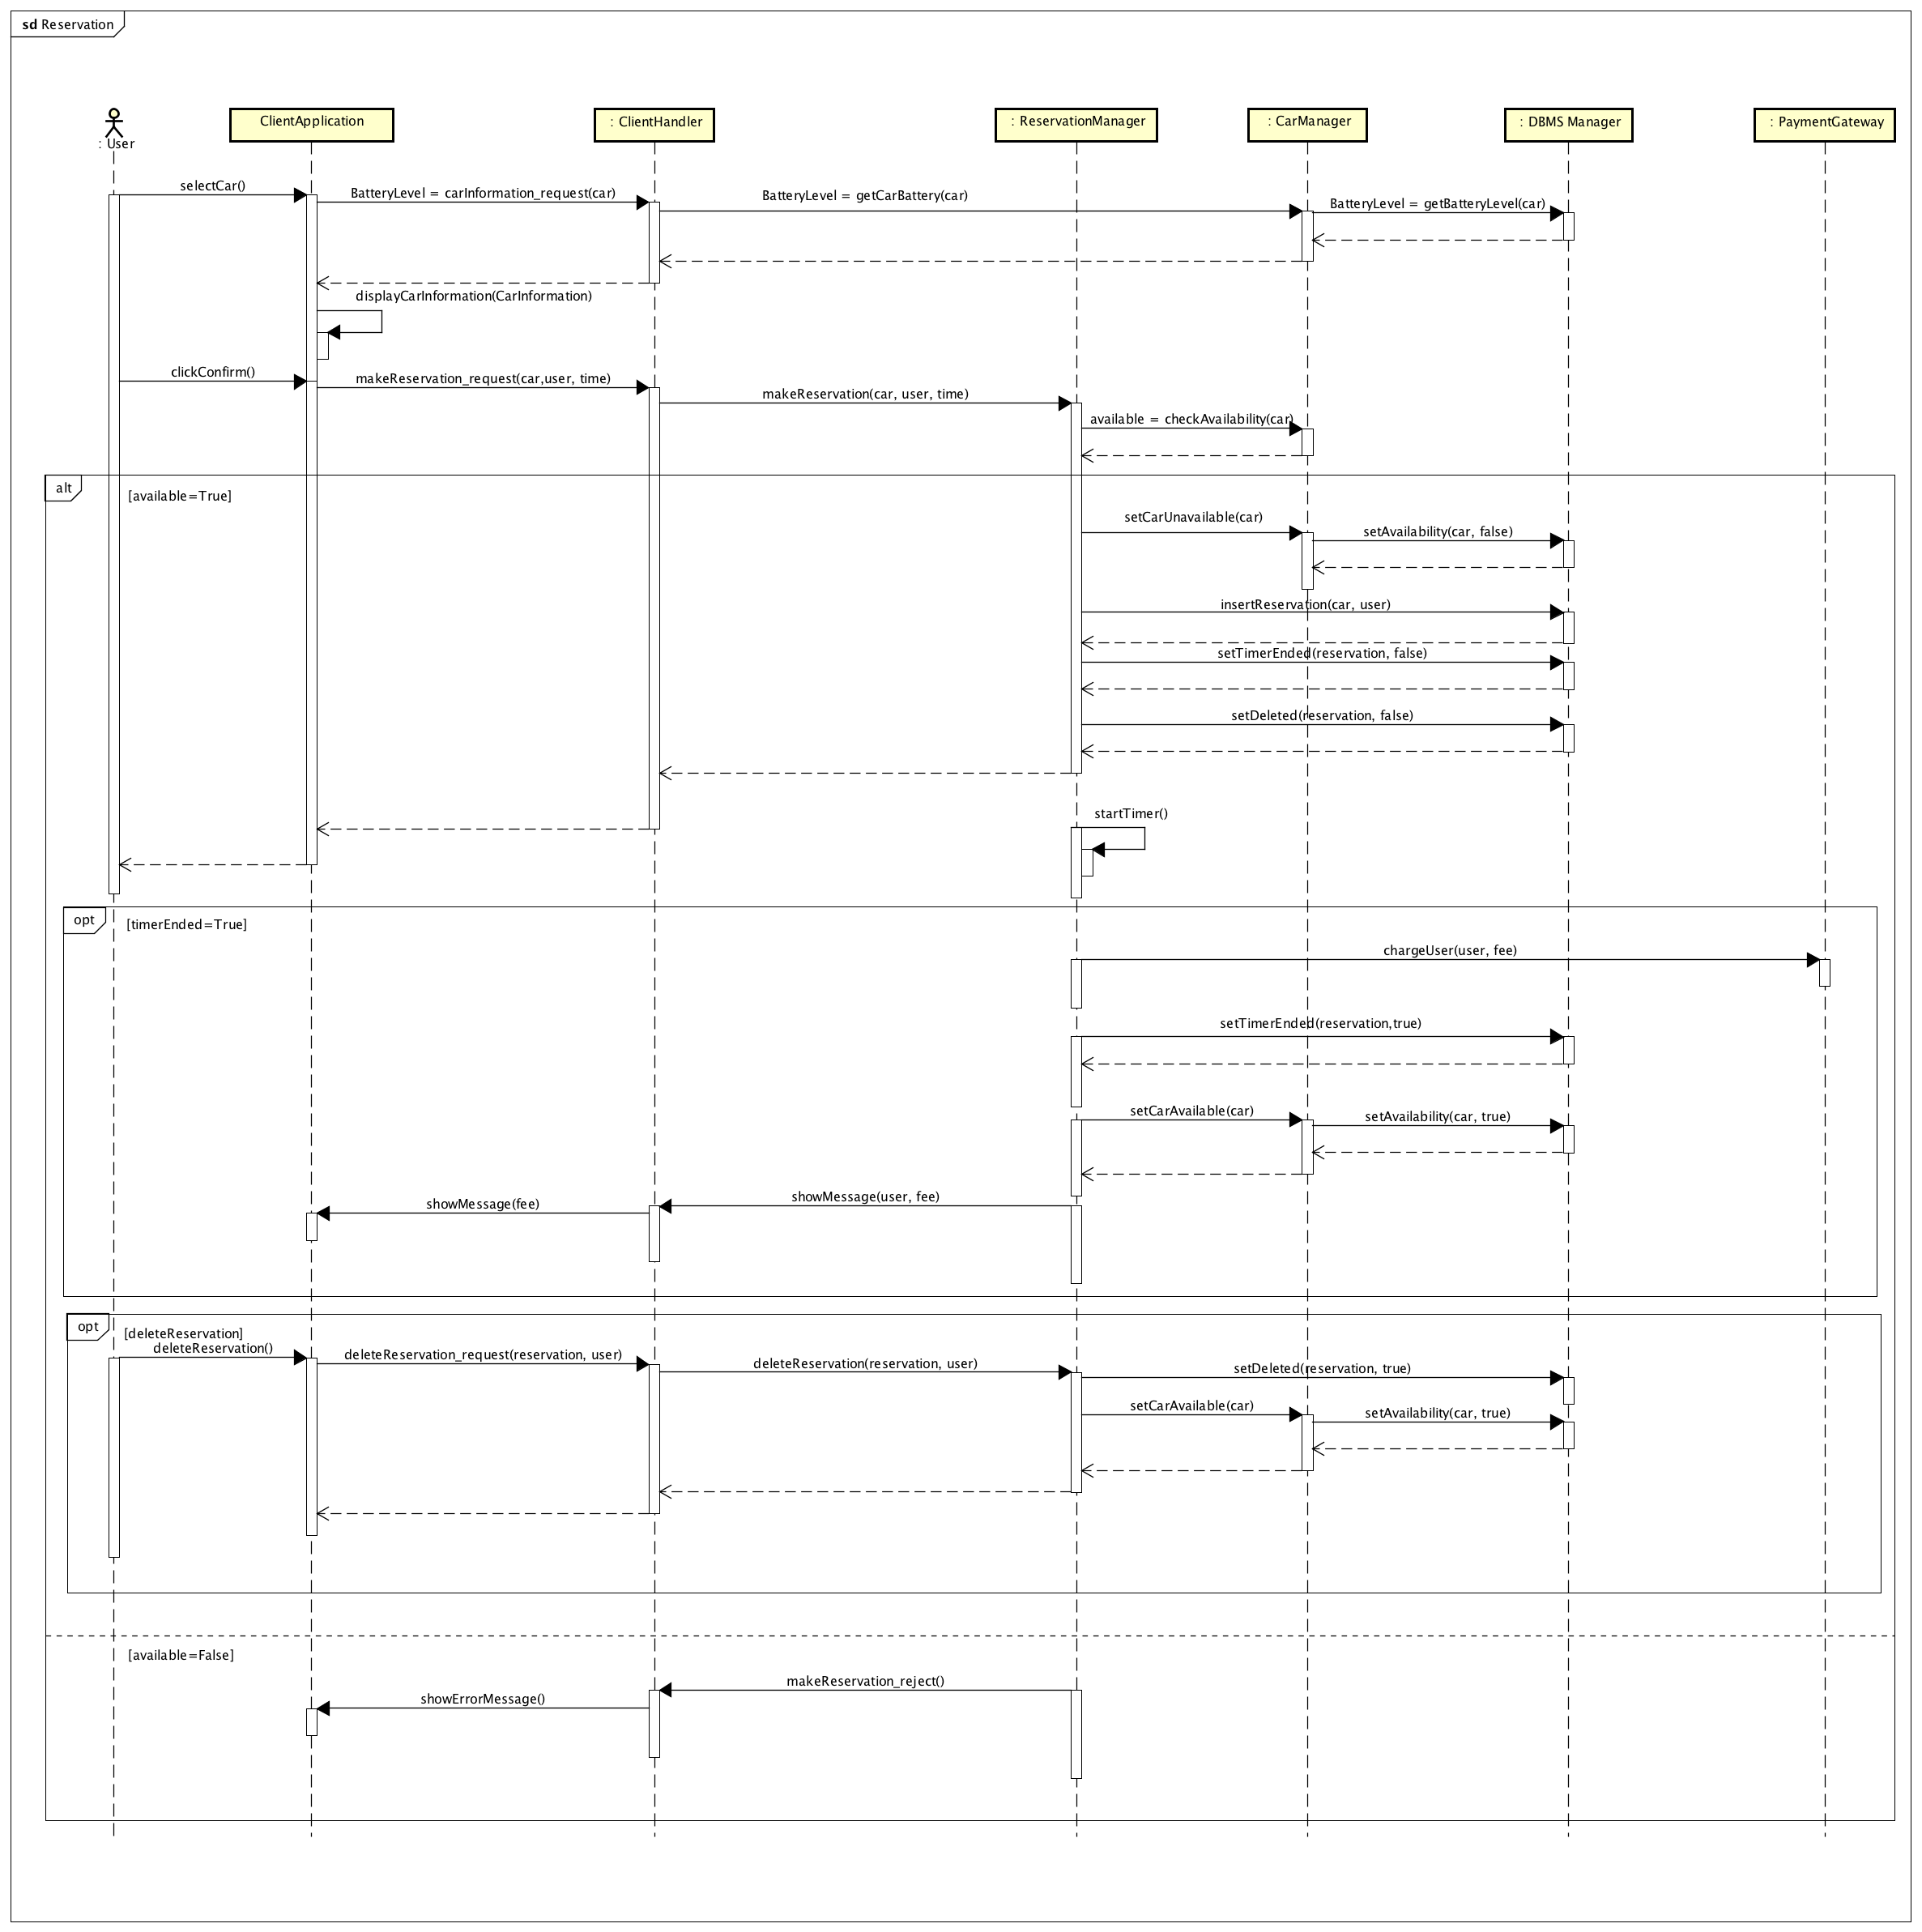 sd Reservation
: User
ClientApplication
: ClientHandler
: ReservationManager
: CarManager
: DBMS Manager
: PaymentGateway
selectCar()
BatteryLevel = carInformation_request(car)
BatteryLevel = getCarBattery(car)
BatteryLevel = getBatteryLevel(car)
displayCarInformation(CarInformation)
clickConfirm()
makeReservation_request(car,user, time)
makeReservation(car, user, time)
available = checkAvailability(car)
alt
[available=True]
setCarUnavailable(car)
setAvailability(car, false)
insertReservation(car, user)
setTimerEnded(reservation, false)
setDeleted(reservation, false)
startTimer()
opt
[timerEnded=True]
chargeUser(user, fee)
setTimerEnded(reservation,true)
setCarAvailable(car)
setAvailability(car, true)
showMessage(user, fee)
showMessage(fee)
opt
[deleteReservation]
deleteReservation()
deleteReservation_request(reservation, user)
deleteReservation(reservation, user)
setDeleted(reservation, true)
setCarAvailable(car)
setAvailability(car, true)
[available=False]
makeReservation_reject()
showErrorMessage()